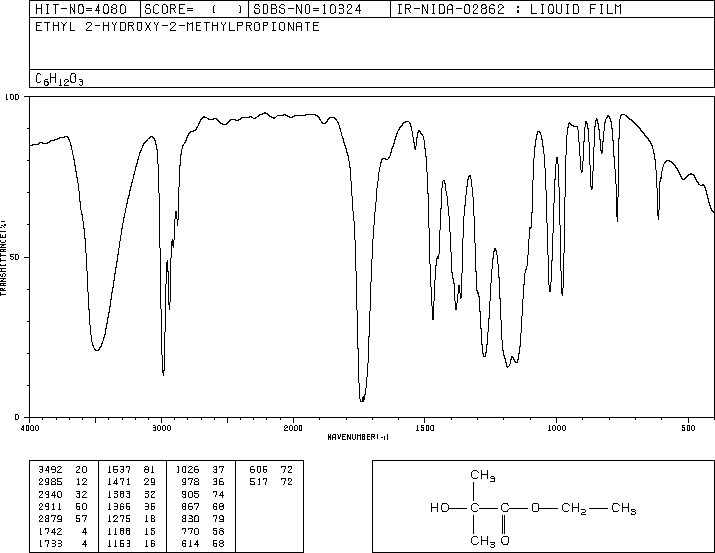 HIT-NO=4080 SCORE= ( ) SDBS-NO=10324 IR-NIDA-02862 : LIQUID FILM
ETHYL 2-HYDROXY-2-METHYLPROPIONATE
C6H12O3
100
50
0
TRANSMITTANCE(%)
4000 3000 2000 1500 1000 500
WAVENUMBER(-1)
3492 20 1537 81 1026 37 606 72
2985 12 1471 29 978 36 517 72
2940 32 1383 32 905 74
2911 50 1366 36 867 68
2879 57 1275 18 830 79
1742 4 1188 15 770 58
1733 4 1153 16 614 58
CH3
HO C C O CH2 CH3
CH3 O